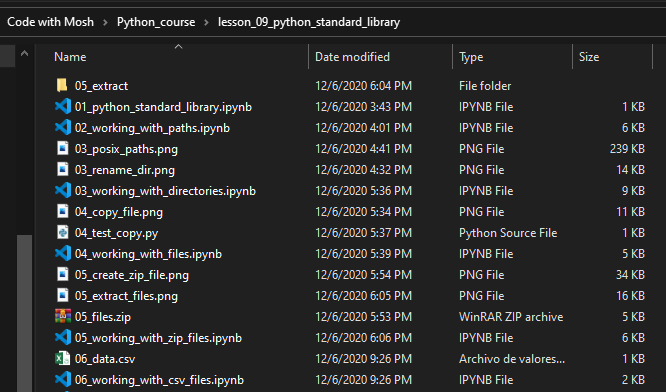 Code with Mosh > Python_course > lesson_09_python_standard_library
Name Date modified Type Size
05_extract 12/6/2020 6:04 PM File folder
01_python_standard_library.ipynb 12/6/2020 3:43 PM IPYNB File 1 KB
02_working_with_paths.ipynb 12/6/2020 4:01 PM IPYNB File 6 KB
03_posix_paths.png 12/6/2020 4:41 PM PNG File 239 KB
03_rename_dir.png 12/6/2020 4:32 PM PNG File 14 KB
03_working_with_directories.ipynb 12/6/2020 5:36 PM IPYNB File 9 KB
04_copy_file.png 12/6/2020 5:34 PM PNG File 11 KB
04_test_copy.py 12/6/2020 5:37 PM Python Source File 1 KB
04_working_with_files.ipynb 12/6/2020 5:39 PM IPYNB File 5 KB
05_create_zip_file.png 12/6/2020 5:54 PM PNG File 34 KB
05_extract_files.png 12/6/2020 6:05 PM PNG File 16 KB
05_files.zip 12/6/2020 5:53 PM WinRAR ZIP archive 5 KB
05_working_with_zip_files.ipynb 12/6/2020 6:06 PM IPYNB File 6 KB
06_data.csv 12/6/2020 9:26 PM Archivo de valores... 1 KB
06_working_with_csv_files.ipynb 12/6/2020 9:26 PM IPYNB File 2 KB